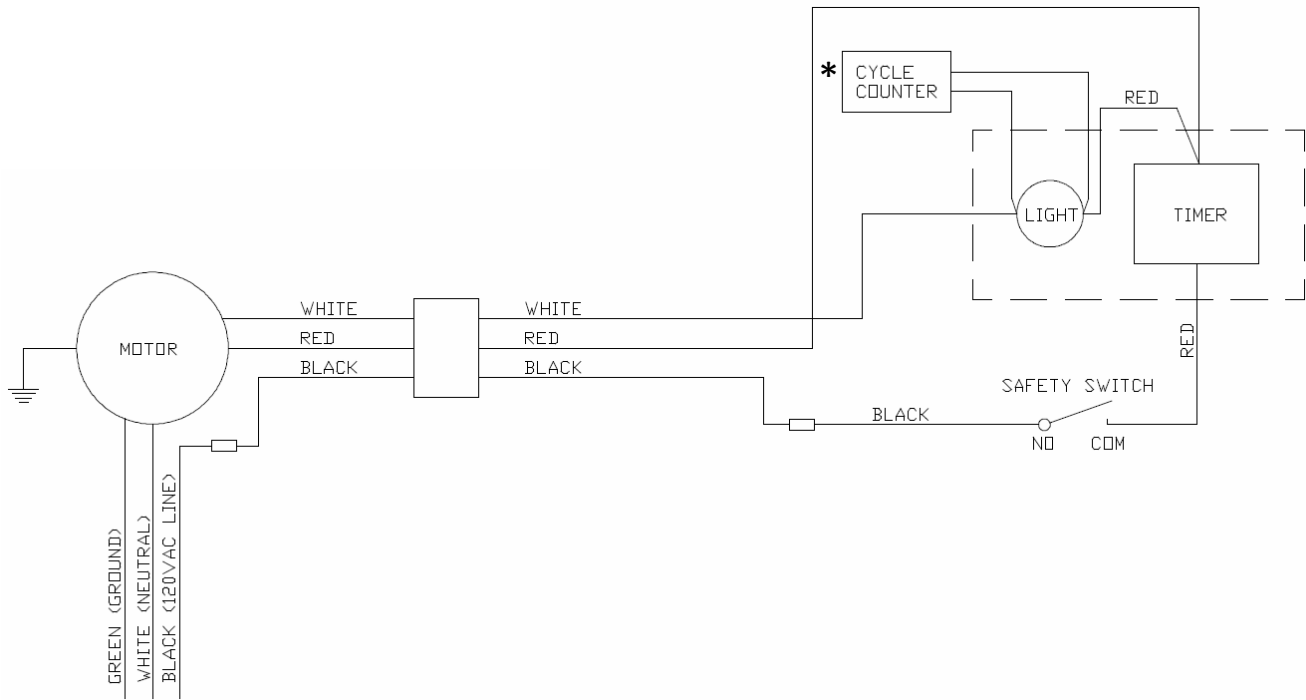 *
CYCLE
COUNTER
RED
LIGHT
TIMER
WHITE
WHITE
RED
RED
MOTOR
BLACK
BLACK
RED
SAFETY SWITCH
BLACK
NO
COM
GREEN (GROUND)
WHITE (NEUTRAL)
BLACK (120VAC LINE)